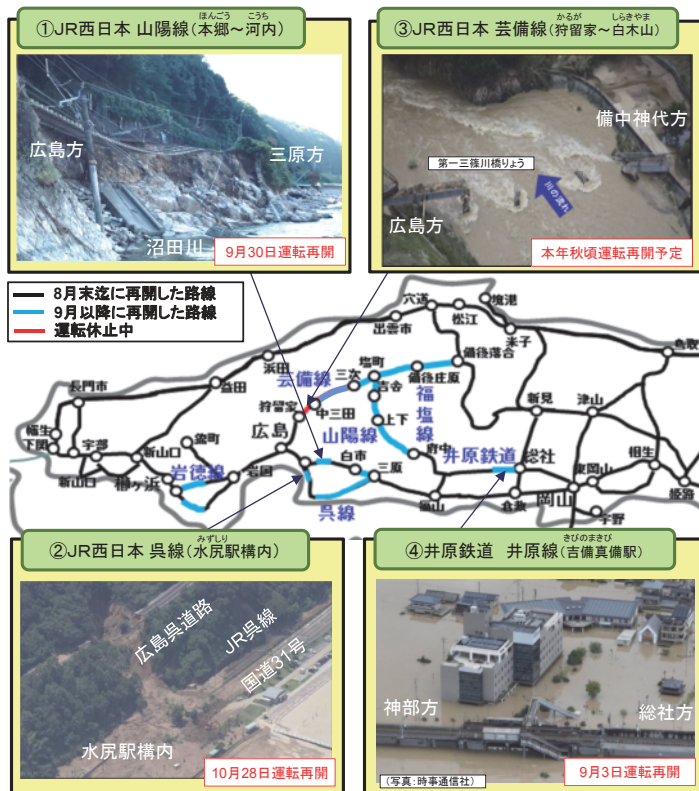 ほんごう こうち
①JR西日本 山陽線(本郷～河内)
広島方
三原方
沼田川
9月30日運転再開
かるが しらきやま
③JR西日本 芸備線(狩留家～白木山)
備中神代方
第一三篠川橋りょう
川の流れ
広島方
本年秋頃運転再開予定
8月末迄に再開した路線
9月以降に再開した路線
運転休止中
穴道
境港
松江
米子
出雲市
鳥取
浜田
塩町
備後落合
益田
芸備線
三次
備後庄原
長門市
吉舎
福塩線
新見
津山
狩留家
中三田
上下
幡生
下関
宇部
新山口
広島
山陽線
府中
井原鉄道
総社
相生
岩徳線
岩国
白市
三原
東岡山
新山口
櫛ヶ浜
呉線
福山
倉敷
岡山
姫路
宇野
みずしり
②JR西日本 呉線(水尻駅構内)
広島呉道路
JR呉線
国道31号
水尻駅構内
10月28日運転再開
きびのまきび
④井原鉄道 井原線(吉備真備駅)
神部方
総社方
(写真:時事通信社)
9月3日運転再開